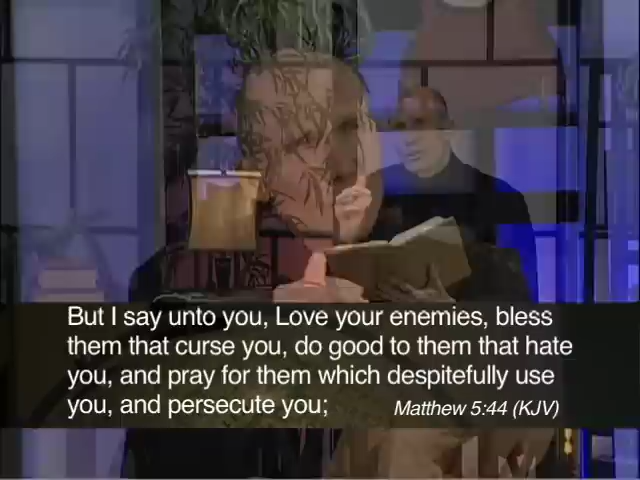 But I say unto you, Love your enemies, bless
them that curse you, do good to them that hate
you, and pray for them which despitefully use
you, and persecute you; Matthew 5:44 (KJV)